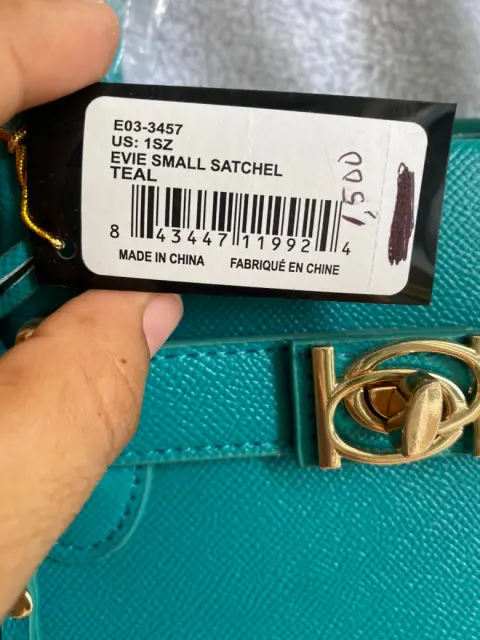 E03-3457
US: 1SZ
EVIE SMALL SATCHEL
TEAL
8 43447 11992 4
MADE IN CHINA FABRIQUÉ EN CHINE
1,500